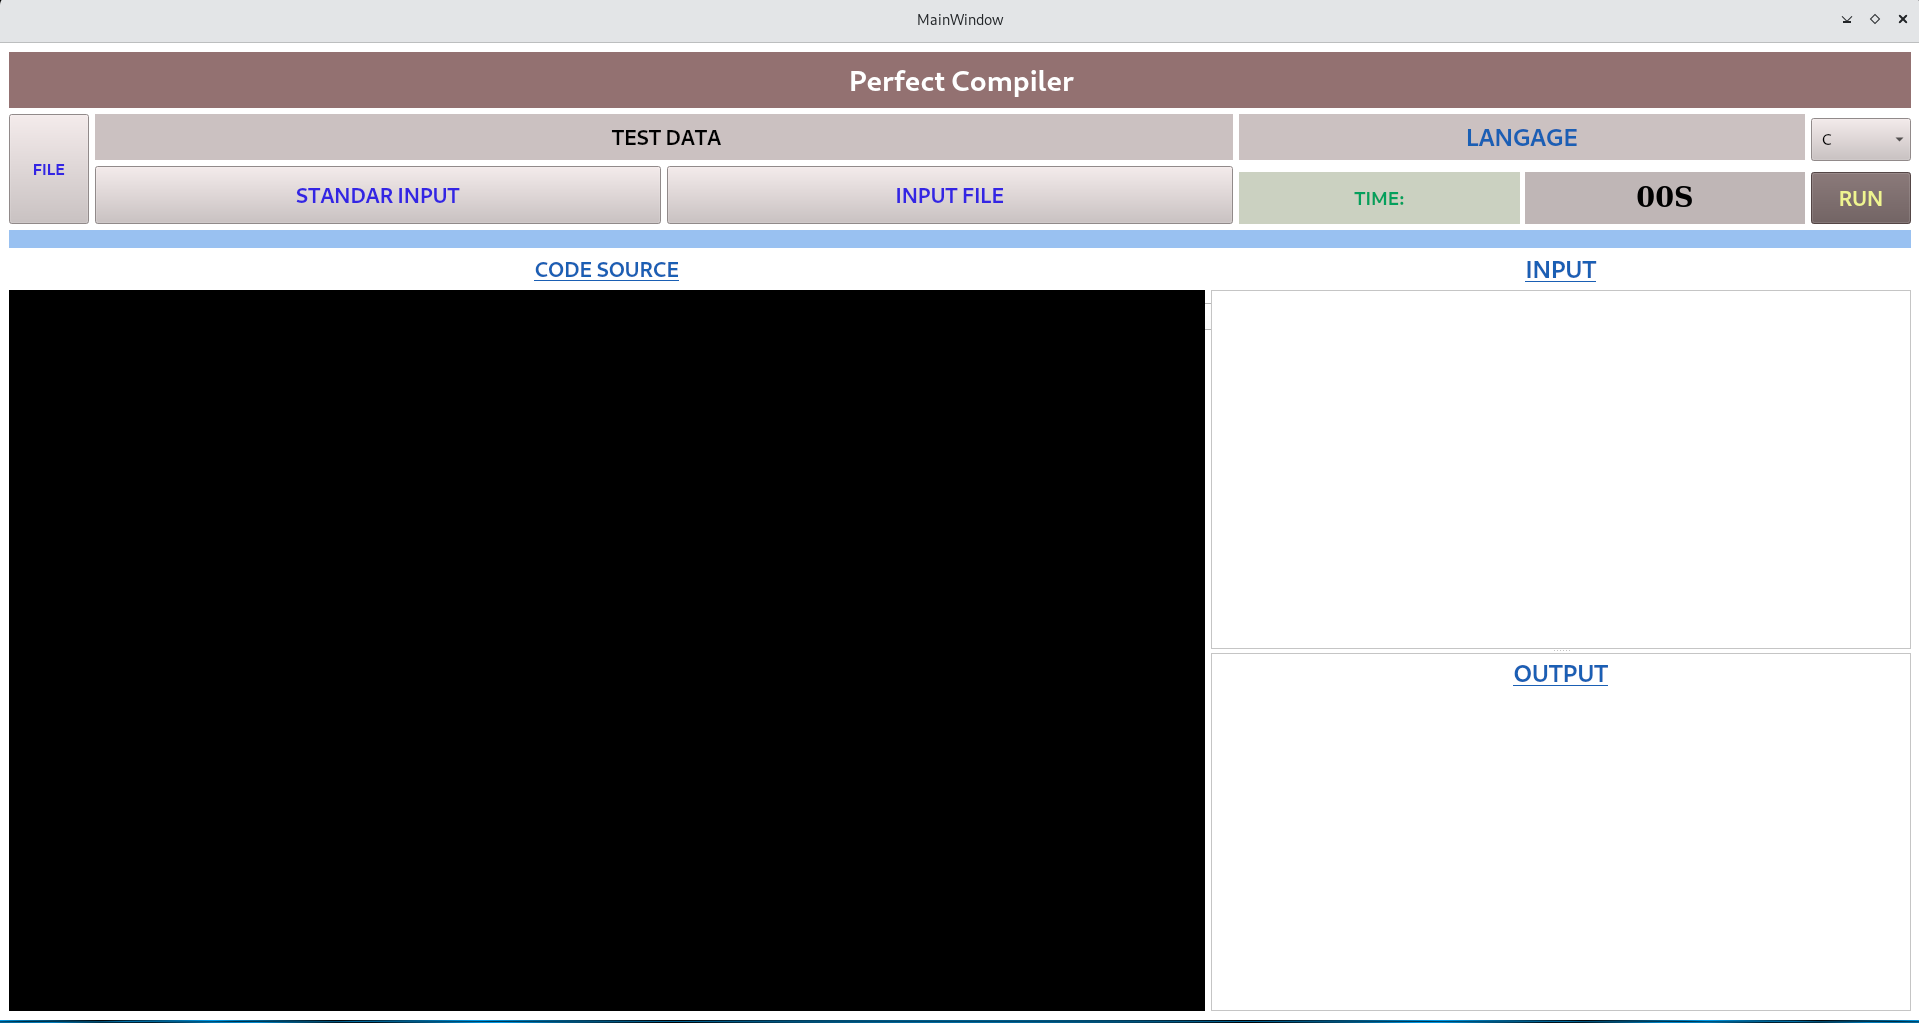 MainWindow
Perfect Compiler
FILE
TEST DATA
LANGAGE
C
STANDAR INPUT
INPUT FILE
TIME:
00S
RUN
CODE SOURCE
INPUT
OUTPUT